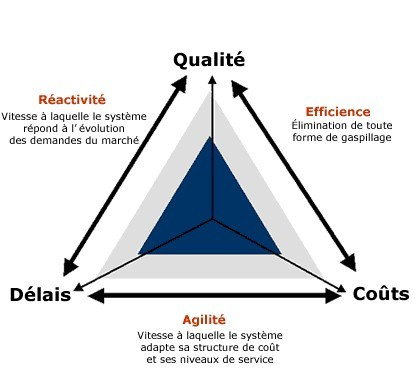 Qualité
Réactivité
Vitesse à laquelle le système
répond à l'évolution
des demandes du marché
Efficience
Élimination de toute
forme de gaspillage
Délais
Coûts
Agilité
Vitesse à laquelle le système
adapte sa structure de coût
et ses niveaux de service